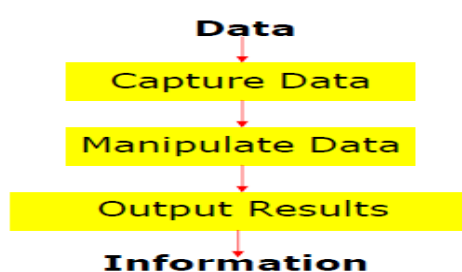 Data
Capture Data
Manipulate Data
Output Results
Information